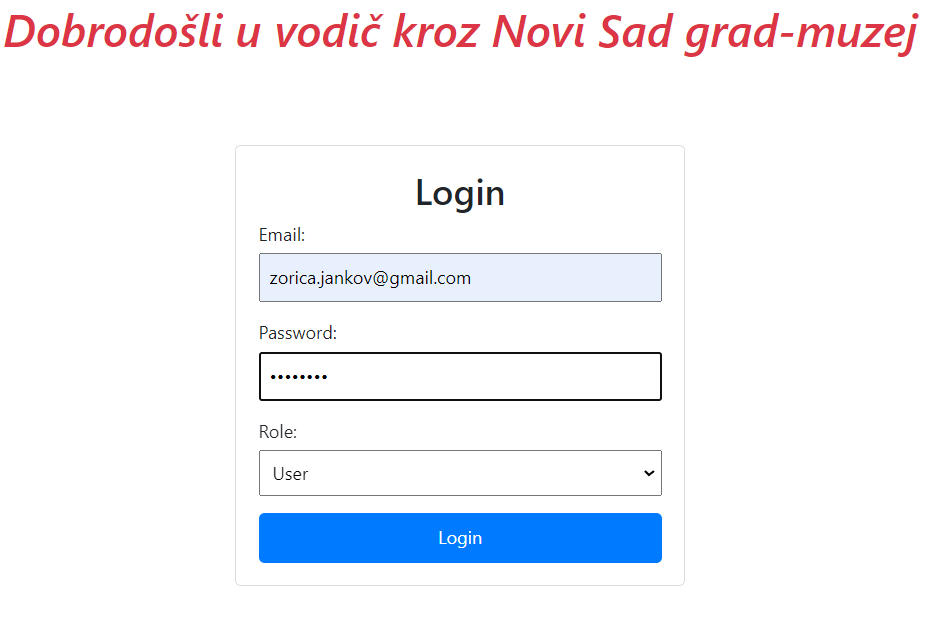 Dobrodošli u vodič kroz Novi Sad grad-muzej
Login
Email:
zorica.jankov@gmail.com
Password:
••••••••
Role:
User
Login